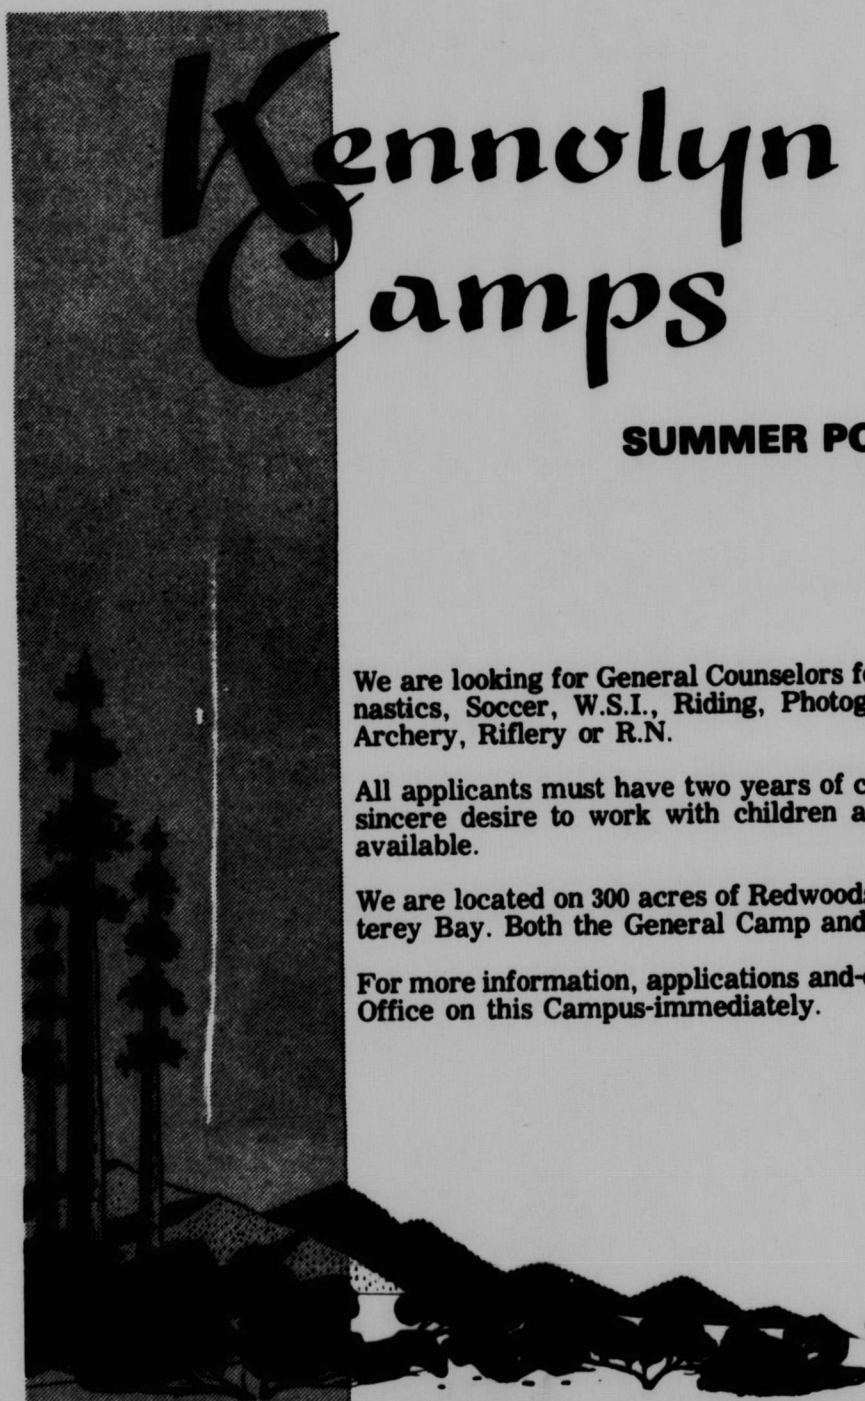 Kennolyn
Camps
SUMMER PO
We are looking for General Counselors f
nastics, Soccer, W.S.I., Riding, Photog
Archery, Riflery or R.N.
All applicants must have two years of c
sincere desire to work with children a
available.
We are located on 300 acres of Redwood
terey Bay. Both the General Camp and
For more information, applications and-
Office on this Campus-immediately.